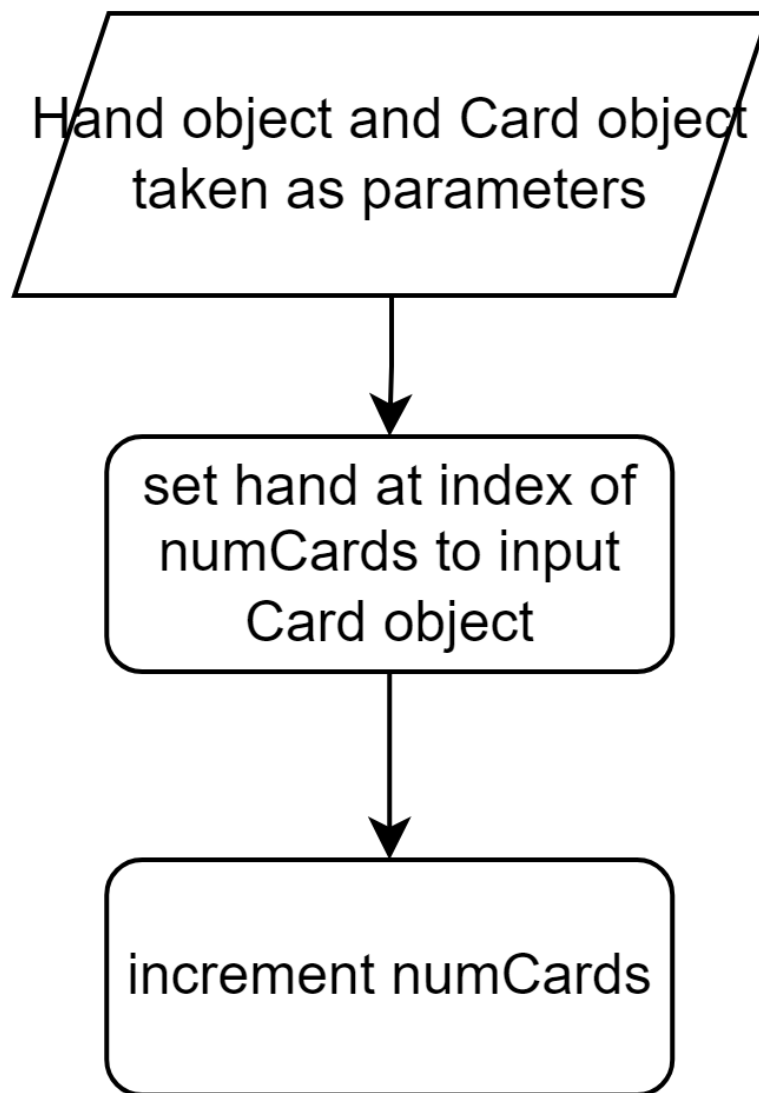 Hand object and Card object
taken as parameters
set hand at index of
numCards to input
Card object
increment numCards